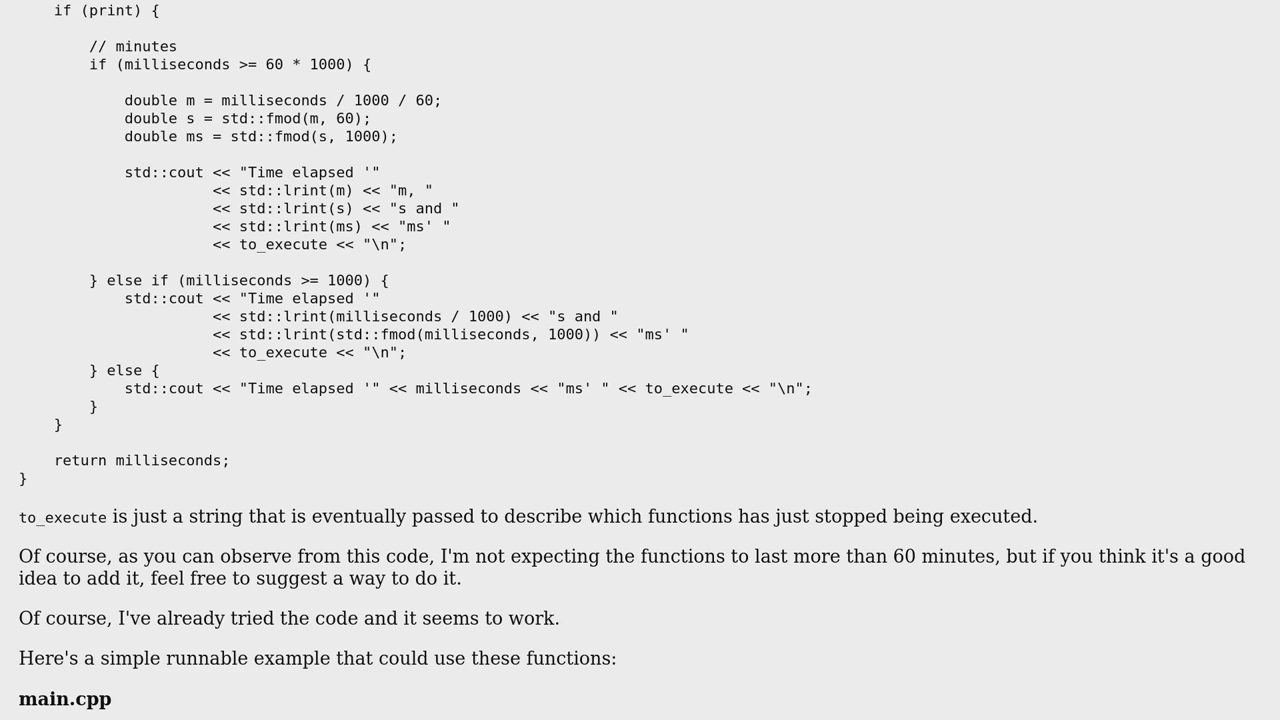 if (print) {
// minutes
if (milliseconds >= 60 * 1000) {
double m = milliseconds / 1000 / 60;
double s = std::fmod(m, 60);
double ms = std::fmod(s, 1000);
std::cout << "Time elapsed '"
<< std::lrint(m) << "m, "
<< std::lrint(s) << "s and "
<< std::lrint(ms) << "ms' "
<< to_execute << "\n";
} else if (milliseconds >= 1000) {
std::cout << "Time elapsed '"
<< std::lrint(milliseconds / 1000) << "s and "
<< std::lrint(std::fmod(milliseconds, 1000)) << "ms' "
<< to_execute << "\n";
} else {
std::cout << "Time elapsed '" << milliseconds << "ms' " << to_execute << "\n";
}
}
return milliseconds;
}
to_execute is just a string that is eventually passed to describe which functions has just stopped being executed.
Of course, as you can observe from this code, I'm not expecting the functions to last more than 60 minutes, but if you think it's a good
idea to add it, feel free to suggest a way to do it.
Of course, I've already tried the code and it seems to work.
Here's a simple runnable example that could use these functions:
main.cpp